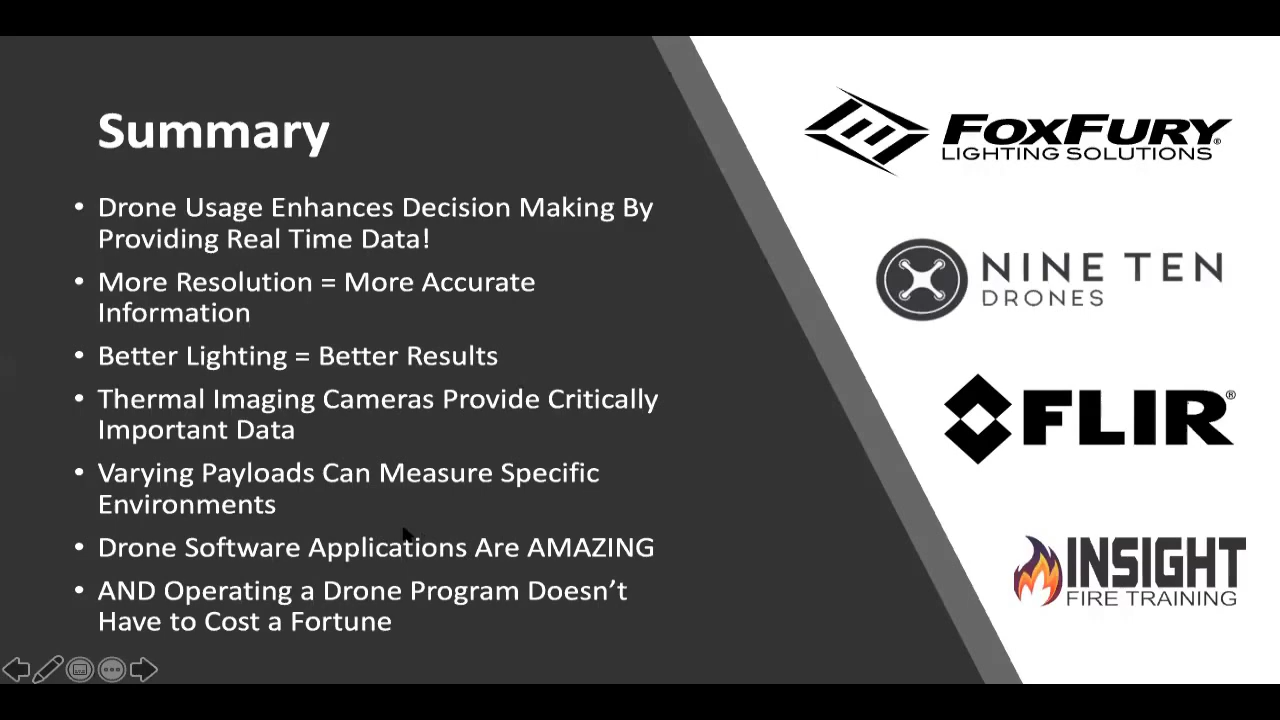 Summary
• Drone Usage Enhances Decision Making By
Providing Real Time Data!
• More Resolution = More Accurate
Information
• Better Lighting = Better Results
• Thermal Imaging Cameras Provide Critically
Important Data
• Varying Payloads Can Measure Specific
Environments
• Drone Software Applications Are AMAZING
• AND Operating a Drone Program Doesn’t
Have to Cost a Fortune
FOXFURY®
LIGHTING SOLUTIONS
NINE TEN
DRONES
FLIR®
INSIGHT
FIRE TRAINING